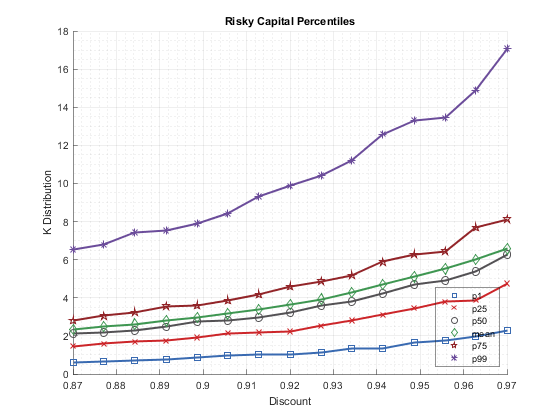 Risky Capital Percentiles
18
16
14
12
10
8
6
4
2
0
K Distribution
0.87 0.88 0.89 0.9 0.91 0.92 0.93 0.94 0.95 0.96 0.97
Discount
p1
p25
p50
mean
p75
p99